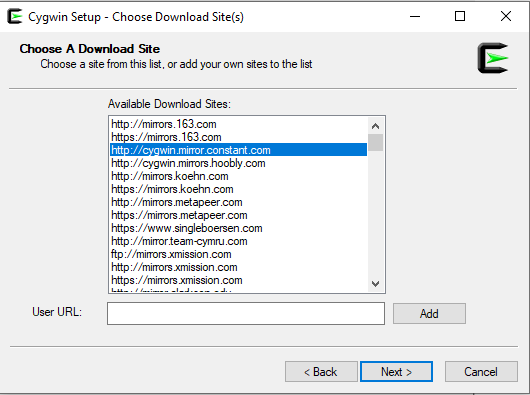 Cygwin Setup - Choose Download Site(s)
Choose A Download Site
Choose a site from this list, or add your own sites to the list
Available Download Sites:
http://mirrors.163.com
https://mirrors.163.com
http://cygwin.mirror.constant.com
http://cygwin.mirrors.hoobly.com
http://mirrors.koehn.com
https://mirrors.koehn.com
http://mirrors.metapeer.com
https://mirrors.metapeer.com
https://www.singleboersen.com
http://mirror.team-cymru.com
ftp://mirrors.xmission.com
http://mirrors.xmission.com
https://mirrors.xmission.com
User URL:
Add
< Back
Next >
Cancel